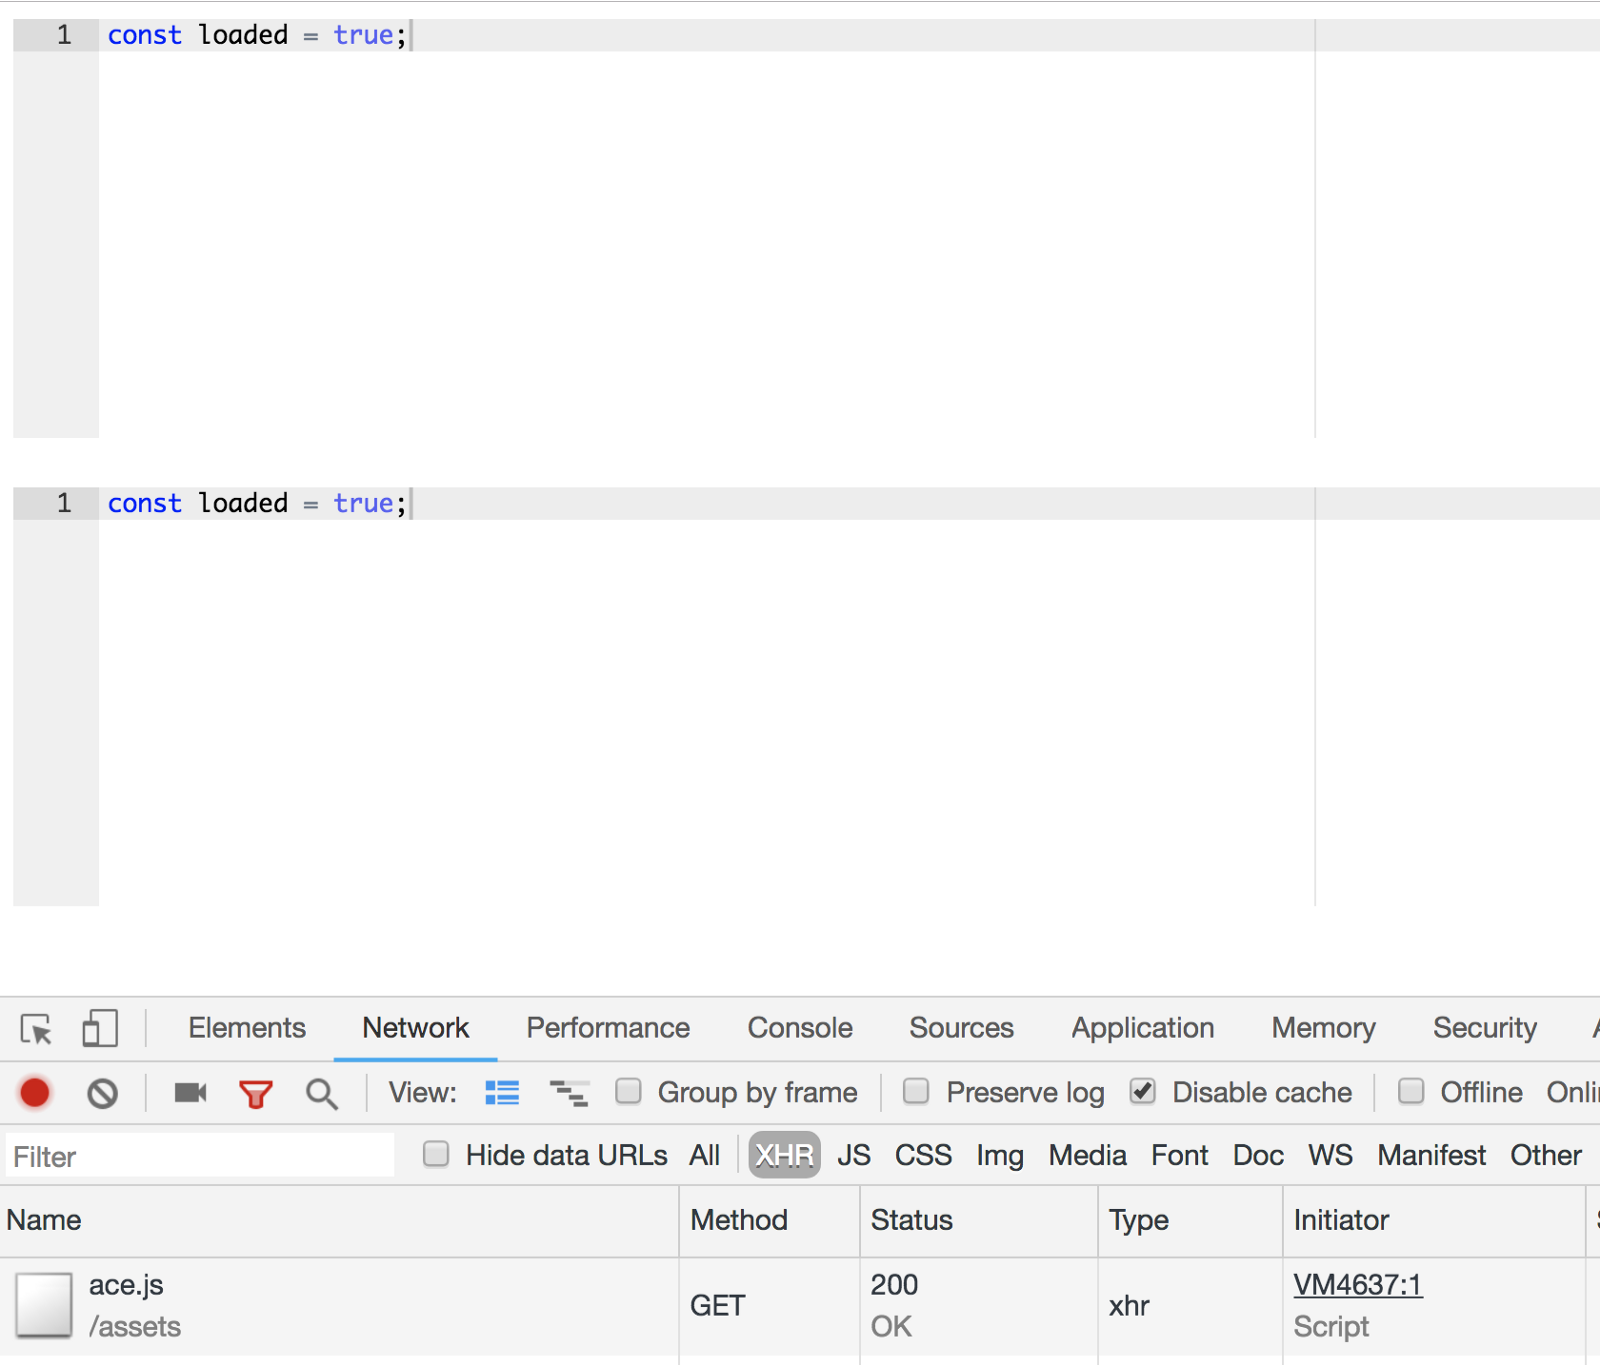 1 const loaded = true;
1 const loaded = true;
Elements Network Performance Console Sources Application Memory Security
View: Group by frame Preserve log Disable cache Offline
Filter Hide data URLs All XHR JS CSS Img Media Font Doc WS Manifest Other
Name Method Status Type Initiator
ace.js GET 200 xhr VM4637:1
/assets OK Script